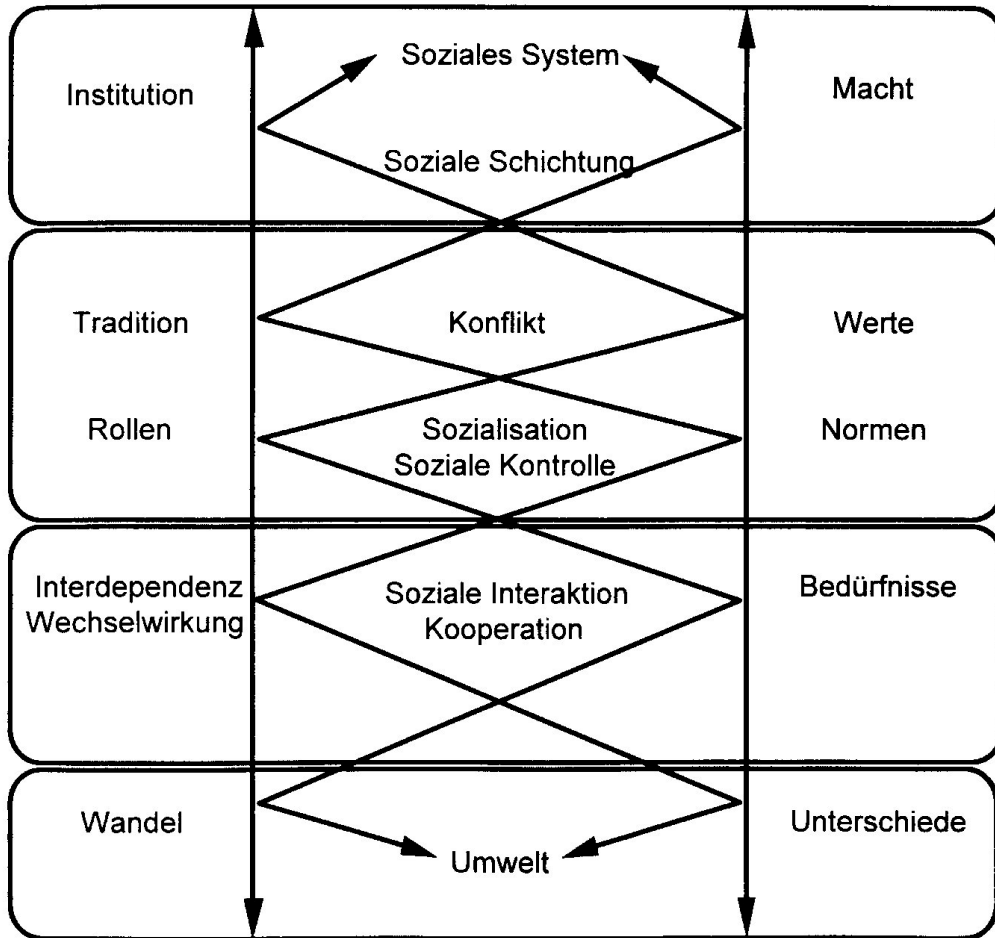 Soziales System
Institution
Macht
Soziale Schichtung
Tradition
Konflikt
Werte
Rollen
Sozialisation
Soziale Kontrolle
Normen
Interdependenz
Wechselwirkung
Soziale Interaktion
Kooperation
Bedürfnisse
Wandel
Umwelt
Unterschiede